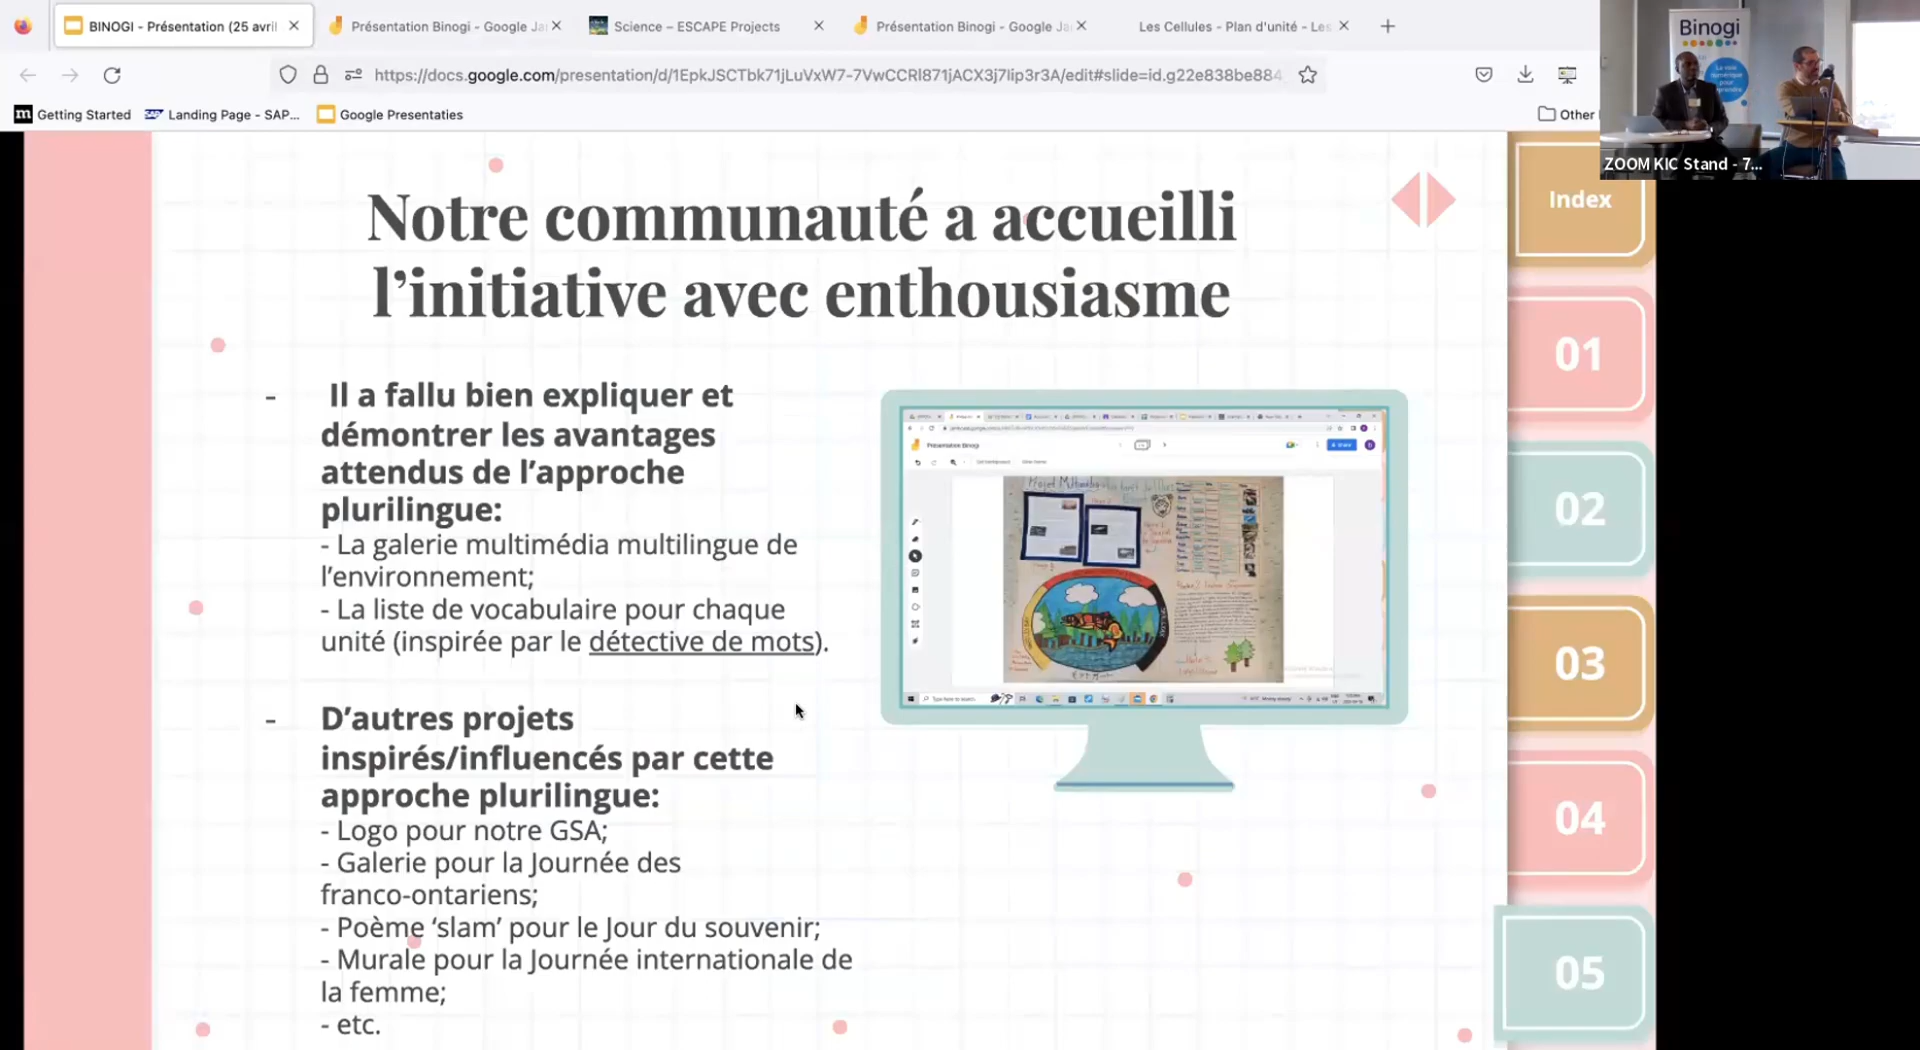 BINOGI - Présentation (25 avril
Présentation Binogi - Google Ja
Science – ESCAPE Projects
Présentation Binogi - Google Ja
Les Cellules - Plan d'unité - Les
https://docs.google.com/presentation/d/1EpkJSCTbk71jLuVxW7-7VwCCRl871jACX3j7lip3r3A/edit#slide=id.g22e838be884
Getting Started
Landing Page - SAP...
Google Presentaties
Other
Binogi
ZOOM KIC Stand - 7...
Notre communauté a accueilli
l’initiative avec enthousiasme
- Il a fallu bien expliquer et
démontrer les avantages
attendus de l’approche
plurilingue:
- La galerie multimédia multilingue de
l’environnement;
- La liste de vocabulaire pour chaque
unité (inspirée par le détective de mots).
- D’autres projets
inspirés/influencés par cette
approche plurilingue:
- Logo pour notre GSA;
- Galerie pour la Journée des
franco-ontariens;
- Poème ‘slam’ pour le Jour du souvenir;
- Murale pour la Journée internationale de
la femme;
- etc.
Présentation Binogi
Index
01
02
03
04
05